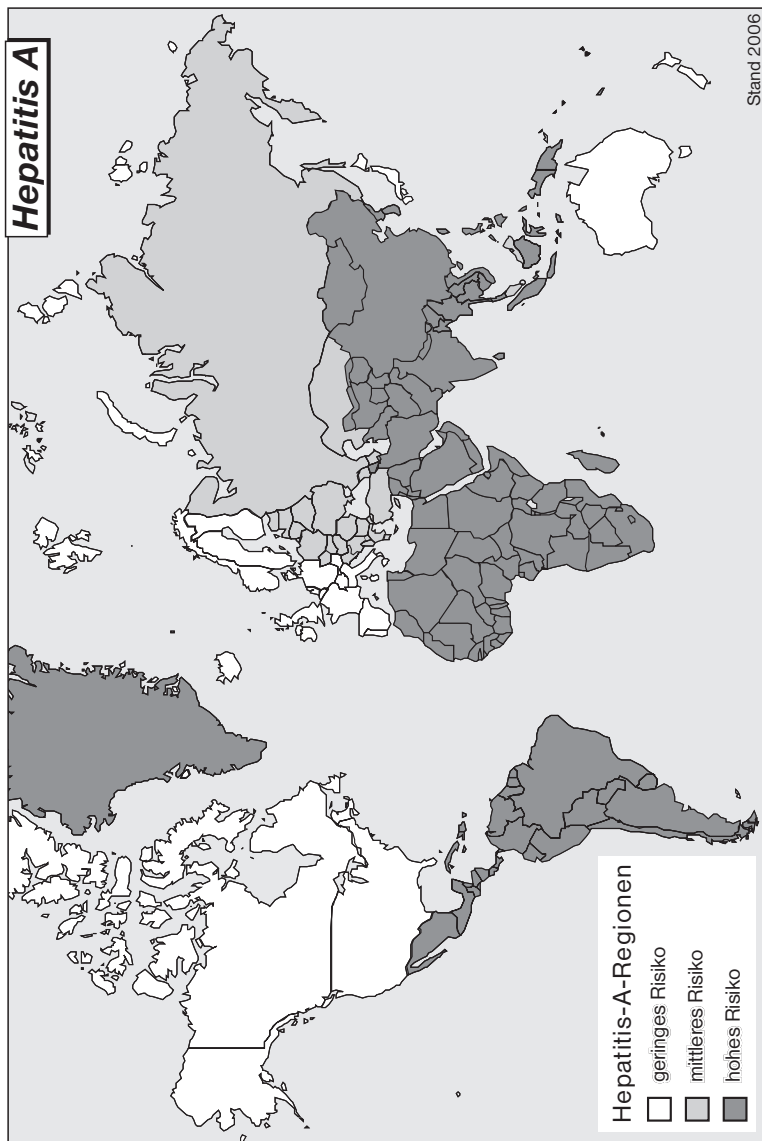 Hepatitis A
Hepatitis-A-Regionen
geringes Risiko
mittleres Risiko
hohes Risiko
Stand 2006